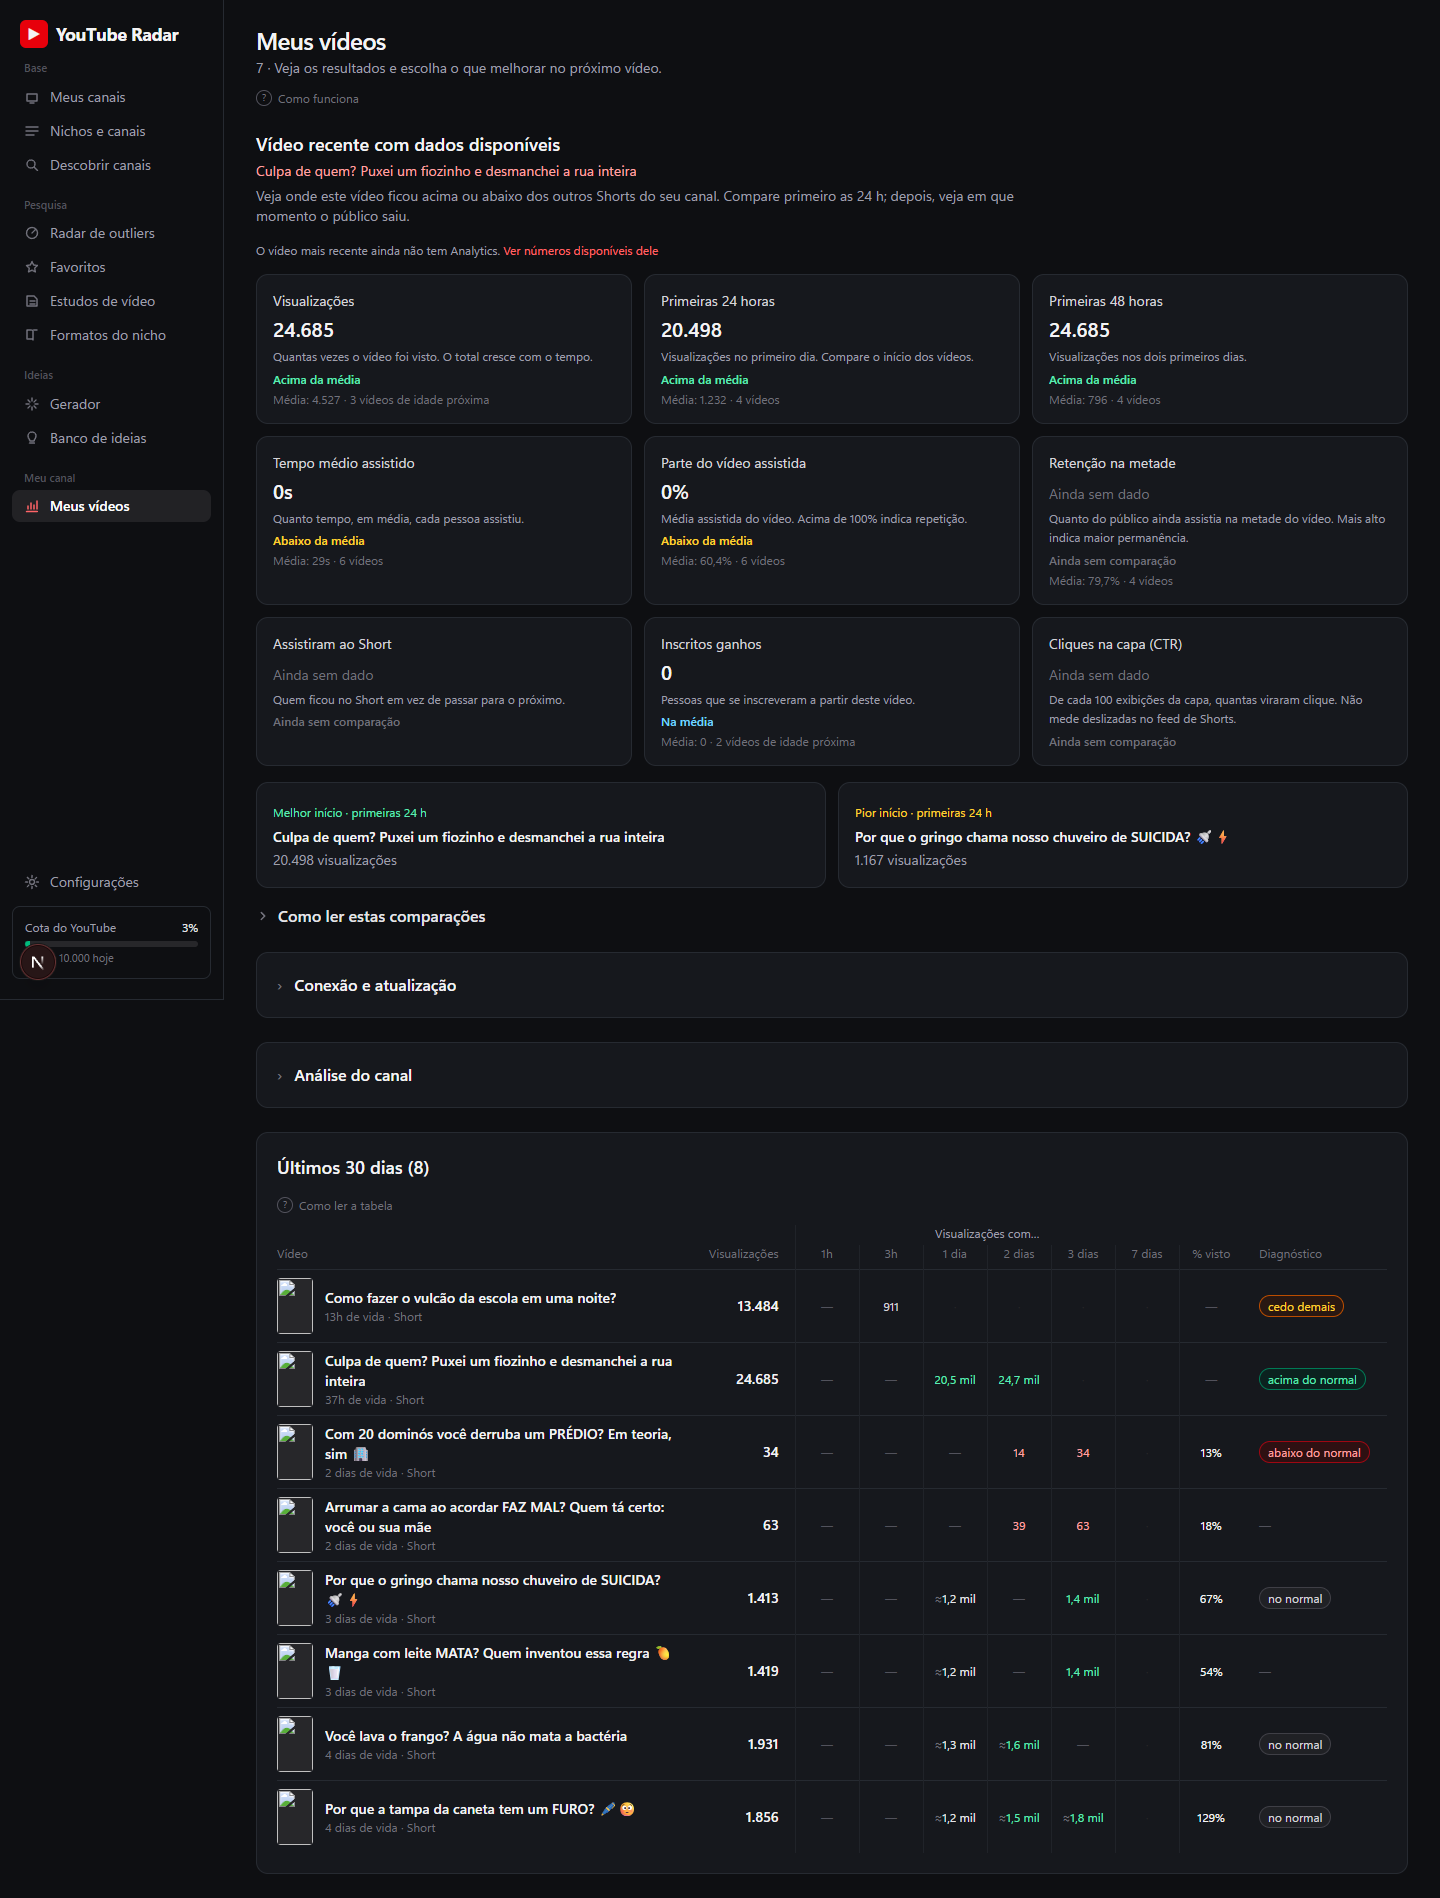 YouTube Radar
Base
Meus canais
Nichos e canais
Descobrir canais
Pesquisa
Radar de outliers
Favoritos
Estudos de vídeo
Formatos do nicho
Ideias
Gerador
Banco de ideias
Meu canal
Meus vídeos
Configurações
Cota do YouTube 3%
10.000 hoje
N
Meus vídeos
7 · Veja os resultados e escolha o que melhorar no próximo vídeo.
? Como funciona
Vídeo recente com dados disponíveis
Culpa de quem? Puxei um fiozinho e desmanchei a rua inteira
Veja onde este vídeo ficou acima ou abaixo dos outros Shorts do seu canal. Compare primeiro as 24 h; depois, veja em que
momento o público saiu.
O vídeo mais recente ainda não tem Analytics. Ver números disponíveis dele
Visualizações
24.685
Quantas vezes o vídeo foi visto. O total cresce com o tempo.
Acima da média
Média: 4.527 · 3 vídeos de idade próxima
Primeiras 24 horas
20.498
Visualizações no primeiro dia. Compare o início dos vídeos.
Acima da média
Média: 1.232 · 4 vídeos
Primeiras 48 horas
24.685
Visualizações nos dois primeiros dias.
Acima da média
Média: 796 · 4 vídeos
Tempo médio assistido
0s
Quanto tempo, em média, cada pessoa assistiu.
Abaixo da média
Média: 29s · 6 vídeos
Parte do vídeo assistida
0%
Média assistida do vídeo. Acima de 100% indica repetição.
Abaixo da média
Média: 60,4% · 6 vídeos
Retenção na metade
Ainda sem dado
Quanto do público ainda assistia na metade do vídeo. Mais alto
indica maior permanência.
Ainda sem comparação
Média: 79,7% · 4 vídeos
Assistiram ao Short
Ainda sem dado
Quem ficou no Short em vez de passar para o próximo.
Ainda sem comparação
Inscritos ganhos
0
Pessoas que se inscreveram a partir deste vídeo.
Na média
Média: 0 · 2 vídeos de idade próxima
Cliques na capa (CTR)
Ainda sem dado
De cada 100 exibições da capa, quantas viraram clique. Não
mede deslizadas no feed de Shorts.
Ainda sem comparação
Melhor início · primeiras 24 h
Culpa de quem? Puxei um fiozinho e desmanchei a rua inteira
20.498 visualizações
Pior início · primeiras 24 h
Por que o gringo chama nosso chuveiro de SUICIDA? 🚿⚡
1.167 visualizações
Como ler estas comparações
Conexão e atualização
Análise do canal
Últimos 30 dias (8)
? Como ler a tabela
Visualizações com...
Vídeo Visualizações 1h 3h 1 dia 2 dias 3 dias 7 dias % visto Diagnóstico
Como fazer o vulcão da escola em uma noite?
13h de vida · Short
13.484 — 911 — cedo demais
Culpa de quem? Puxei um fiozinho e desmanchei a rua
inteira
37h de vida · Short
24.685 — — 20,5 mil 24,7 mil — acima do normal
Com 20 dominós você derruba um PRÉDIO? Em teoria,
sim 🏢
2 dias de vida · Short
34 — — — 14 34 13% abaixo do normal
Arrumar a cama ao acordar FAZ MAL? Quem tá certo:
você ou sua mãe
2 dias de vida · Short
63 — — — 39 63 18% —
Por que o gringo chama nosso chuveiro de SUICIDA?
🚿⚡
3 dias de vida · Short
1.413 — — ≈1,2 mil — 1,4 mil 67% no normal
Manga com leite MATA? Quem inventou essa regra 🥭
🥛
3 dias de vida · Short
1.419 — — ≈1,2 mil — 1,4 mil 54% —
Você lava o frango? A água não mata a bactéria
4 dias de vida · Short
1.931 — — ≈1,3 mil ≈1,6 mil — 81% no normal
Por que a tampa da caneta tem um FURO? 🖊️😳
4 dias de vida · Short
1.856 — — ≈1,2 mil ≈1,5 mil ≈1,8 mil 129% no normal